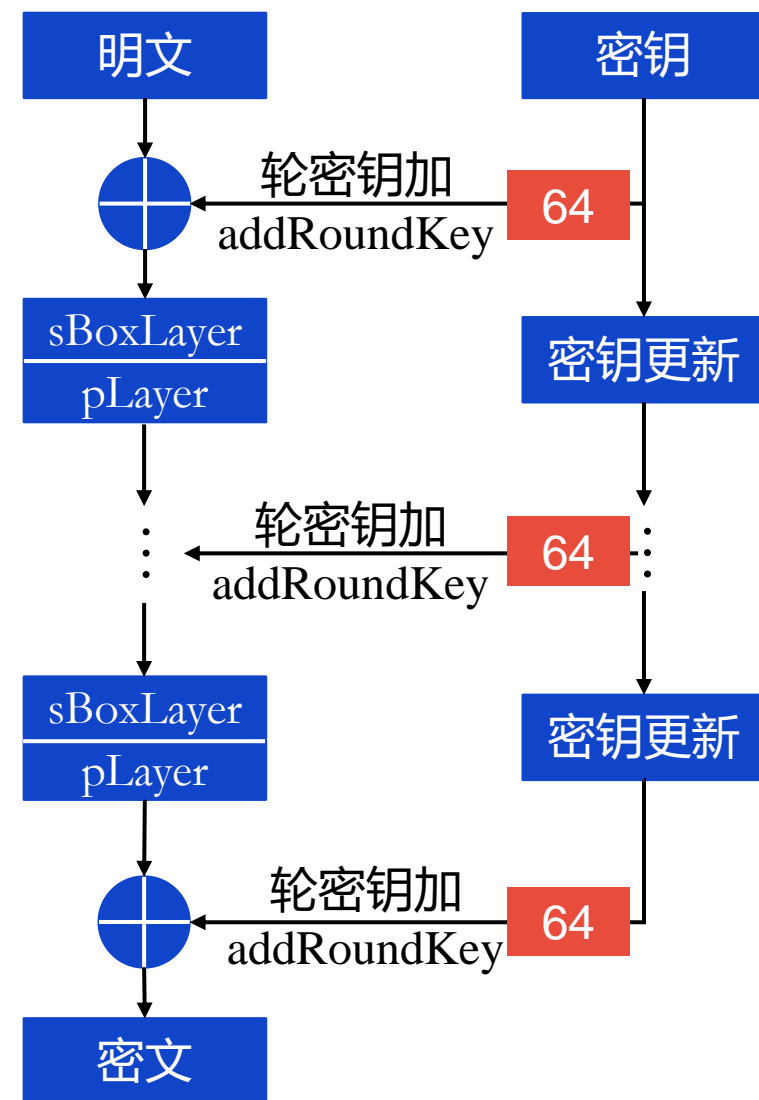 明文
密钥
轮密钥加
64
addRoundKey
sBoxLayer
pLayer
密钥更新
轮密钥加
64
addRoundKey
sBoxLayer
pLayer
密钥更新
轮密钥加
64
addRoundKey
密文